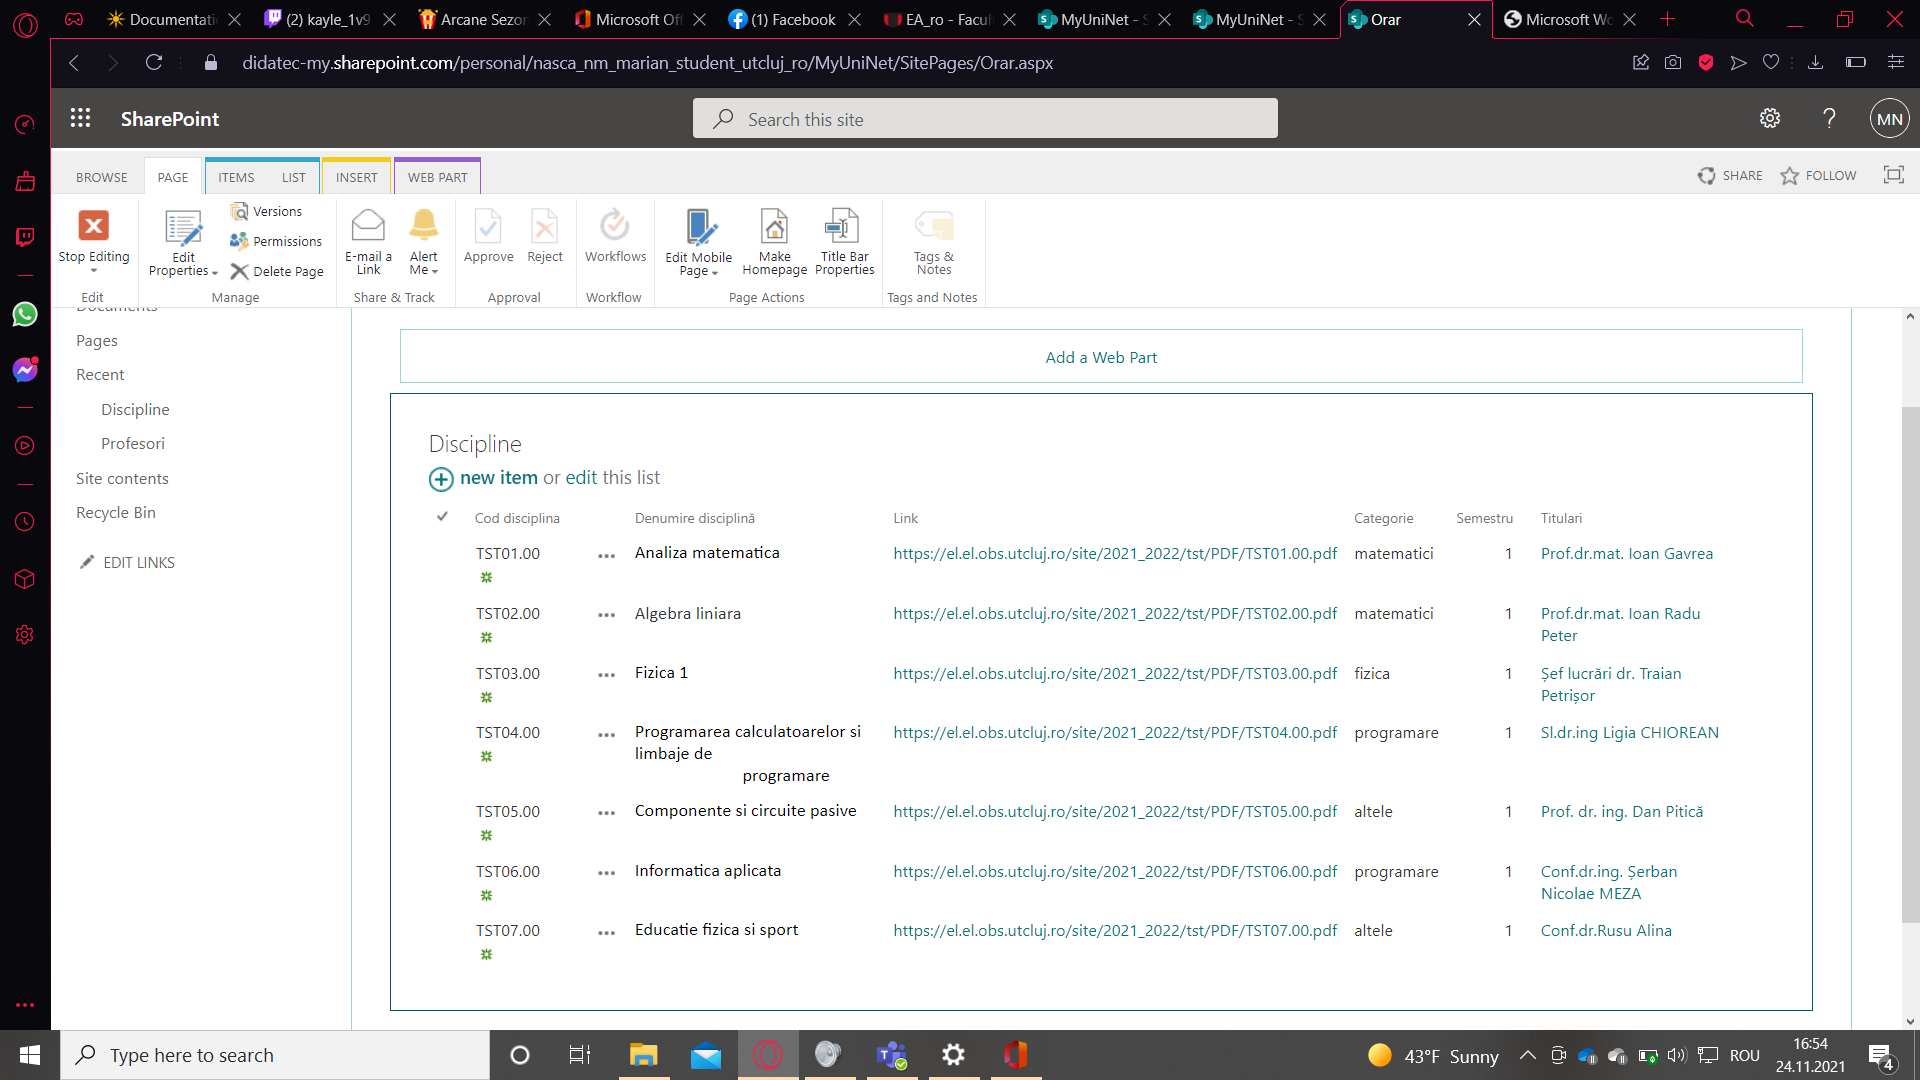 Documentati
(2) kayle_1v9
Arcane Sezor
Microsoft Off
(1) Facebook
EA_ro - Facul
MyUniNet - S
MyUniNet - S
Orar
Microsoft Wo
didatec-my.sharepoint.com/personal/nasca_nm_marian_student_utcluj_ro/MyUniNet/SitePages/Orar.aspx
SharePoint
Search this site
MN
BROWSE
PAGE
ITEMS
LIST
INSERT
WEB PART
SHARE
FOLLOW
Stop Editing
Edit
Edit
Properties
Versions
Permissions
Delete Page
Manage
E-mail a
Link
Alert
Me
Share & Track
Approve
Reject
Approval
Workflows
Workflow
Edit Mobile
Page
Make
Homepage
Title Bar
Properties
Page Actions
Tags &
Notes
Tags and Notes
Documents
Pages
Recent
Discipline
Profesori
Site contents
Recycle Bin
EDIT LINKS
Add a Web Part
Discipline
new item or edit this list
Cod disciplina Denumire disciplină Link Categorie Semestru Titulari
TST01.00 Analiza matematica https://el.el.obs.utcluj.ro/site/2021_2022/tst/PDF/TST01.00.pdf matematici 1 Prof.dr.mat. Ioan Gavrea
TST02.00 Algebra liniara https://el.el.obs.utcluj.ro/site/2021_2022/tst/PDF/TST02.00.pdf matematici 1 Prof.dr.mat. Ioan Radu
Peter
TST03.00 Fizica 1 https://el.el.obs.utcluj.ro/site/2021_2022/tst/PDF/TST03.00.pdf fizica 1 Șef lucrări dr. Traian
Petrișor
TST04.00 Programarea calculatoarelor si https://el.el.obs.utcluj.ro/site/2021_2022/tst/PDF/TST04.00.pdf programare 1 Sl.dr.ing Ligia CHIOREAN
limbaje de
programare
TST05.00 Componente si circuite pasive https://el.el.obs.utcluj.ro/site/2021_2022/tst/PDF/TST05.00.pdf altele 1 Prof. dr. ing. Dan Pitică
TST06.00 Informatica aplicata https://el.el.obs.utcluj.ro/site/2021_2022/tst/PDF/TST06.00.pdf programare 1 Conf.dr.ing. Șerban
Nicolae MEZA
TST07.00 Educatie fizica si sport https://el.el.obs.utcluj.ro/site/2021_2022/tst/PDF/TST07.00.pdf altele 1 Conf.dr.Rusu Alina
Type here to search
43°F Sunny
ROU
16:54
24.11.2021
4